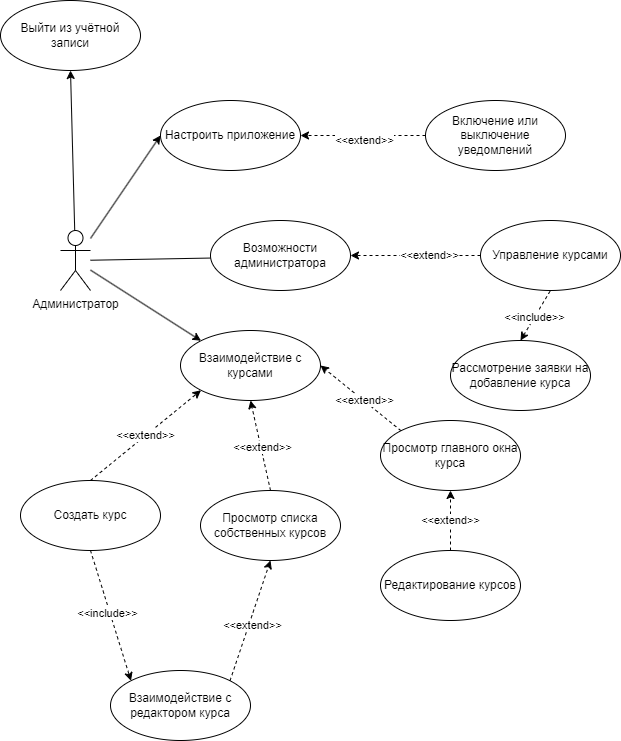 Выйти из учётной
записи
Настроить приложение
<<extend>>
Включение или
выключение
уведомлений
Возможности
администратора
<<extend>>
Управление курсами
Администратор
<<include>>
Взаимодействие с
курсами
Рассмотрение заявки на
добавление курса
<<extend>>
<<extend>>
<<extend>>
Просмотр главного окна
курса
Создать курс
Просмотр списка
собственных курсов
<<extend>>
Редактирование курсов
<<include>>
<<extend>>
Взаимодействие с
редактором курса